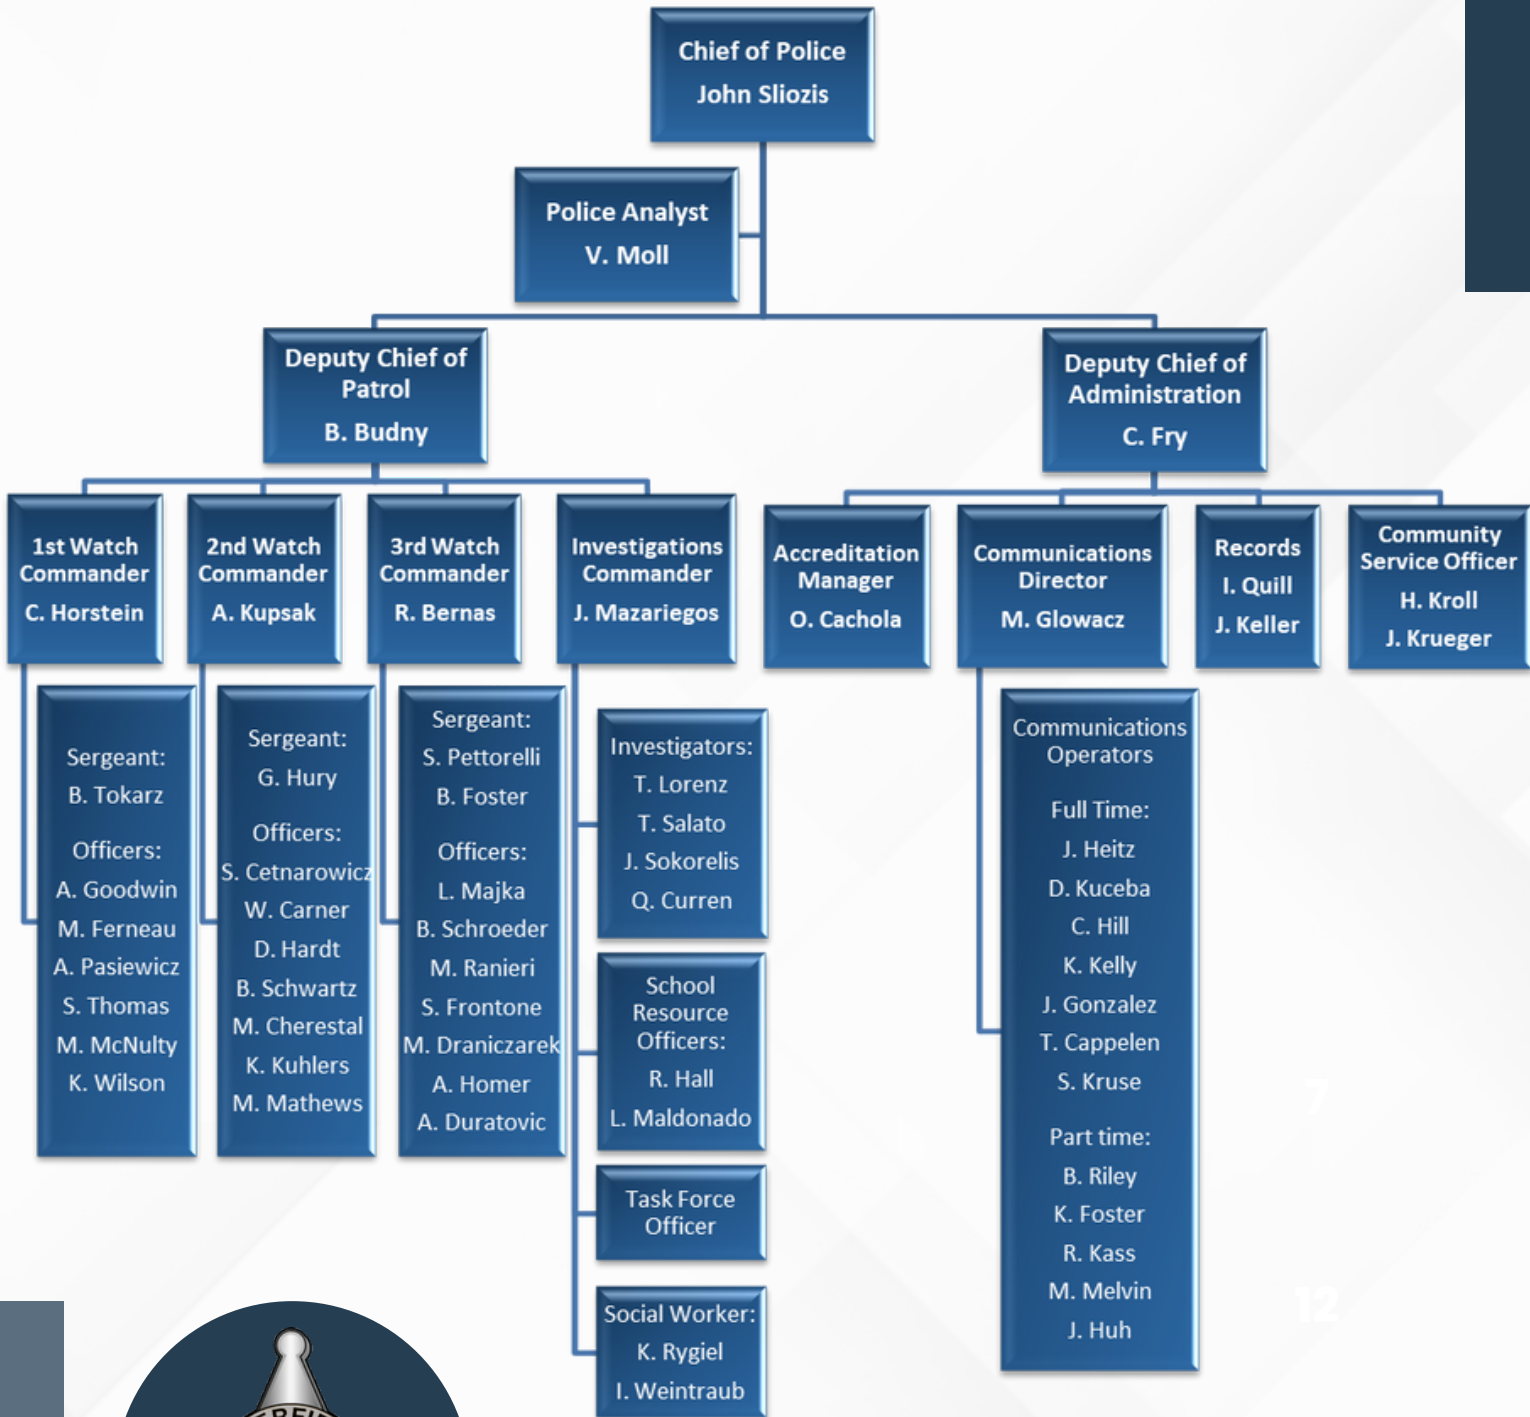 Chief of Police
John Sliozis
Police Analyst
V. Moll
Deputy Chief of
Patrol
B. Budny
Deputy Chief of
Administration
C. Fry
1st Watch
Commander
C. Horstein
2nd Watch
Commander
A. Kupsak
3rd Watch
Commander
R. Bernas
Investigations
Commander
J. Mazariegos
Accreditation
Manager
O. Cachola
Communications
Director
M. Glowacz
Records
I. Quill
J. Keller
Community
Service Officer
H. Kroll
J. Krueger
Sergeant:
B. Tokarz
Officers:
A. Goodwin
M. Ferneau
A. Pasiewicz
S. Thomas
M. McNulty
K. Wilson
Sergeant:
G. Hury
Officers:
S. Cetnarowicz
W. Carner
D. Hardt
B. Schwartz
M. Cherestal
K. Kuhlers
M. Mathews
Sergeant:
S. Pettorelli
B. Foster
Officers:
L. Majka
B. Schroeder
M. Ranieri
S. Frontone
M. Draniczarek
A. Homer
A. Duratovic
Investigators:
T. Lorenz
T. Salato
J. Sokorelis
Q. Curren
School
Resource
Officers:
R. Hall
L. Maldonado
Task Force
Officer
Social Worker:
K. Rygiel
I. Weintraub
Communications
Operators
Full Time:
J. Heitz
D. Kuceba
C. Hill
K. Kelly
J. Gonzalez
T. Cappelen
S. Kruse
Part time:
B. Riley
K. Foster
R. Kass
M. Melvin
J. Huh
7
12